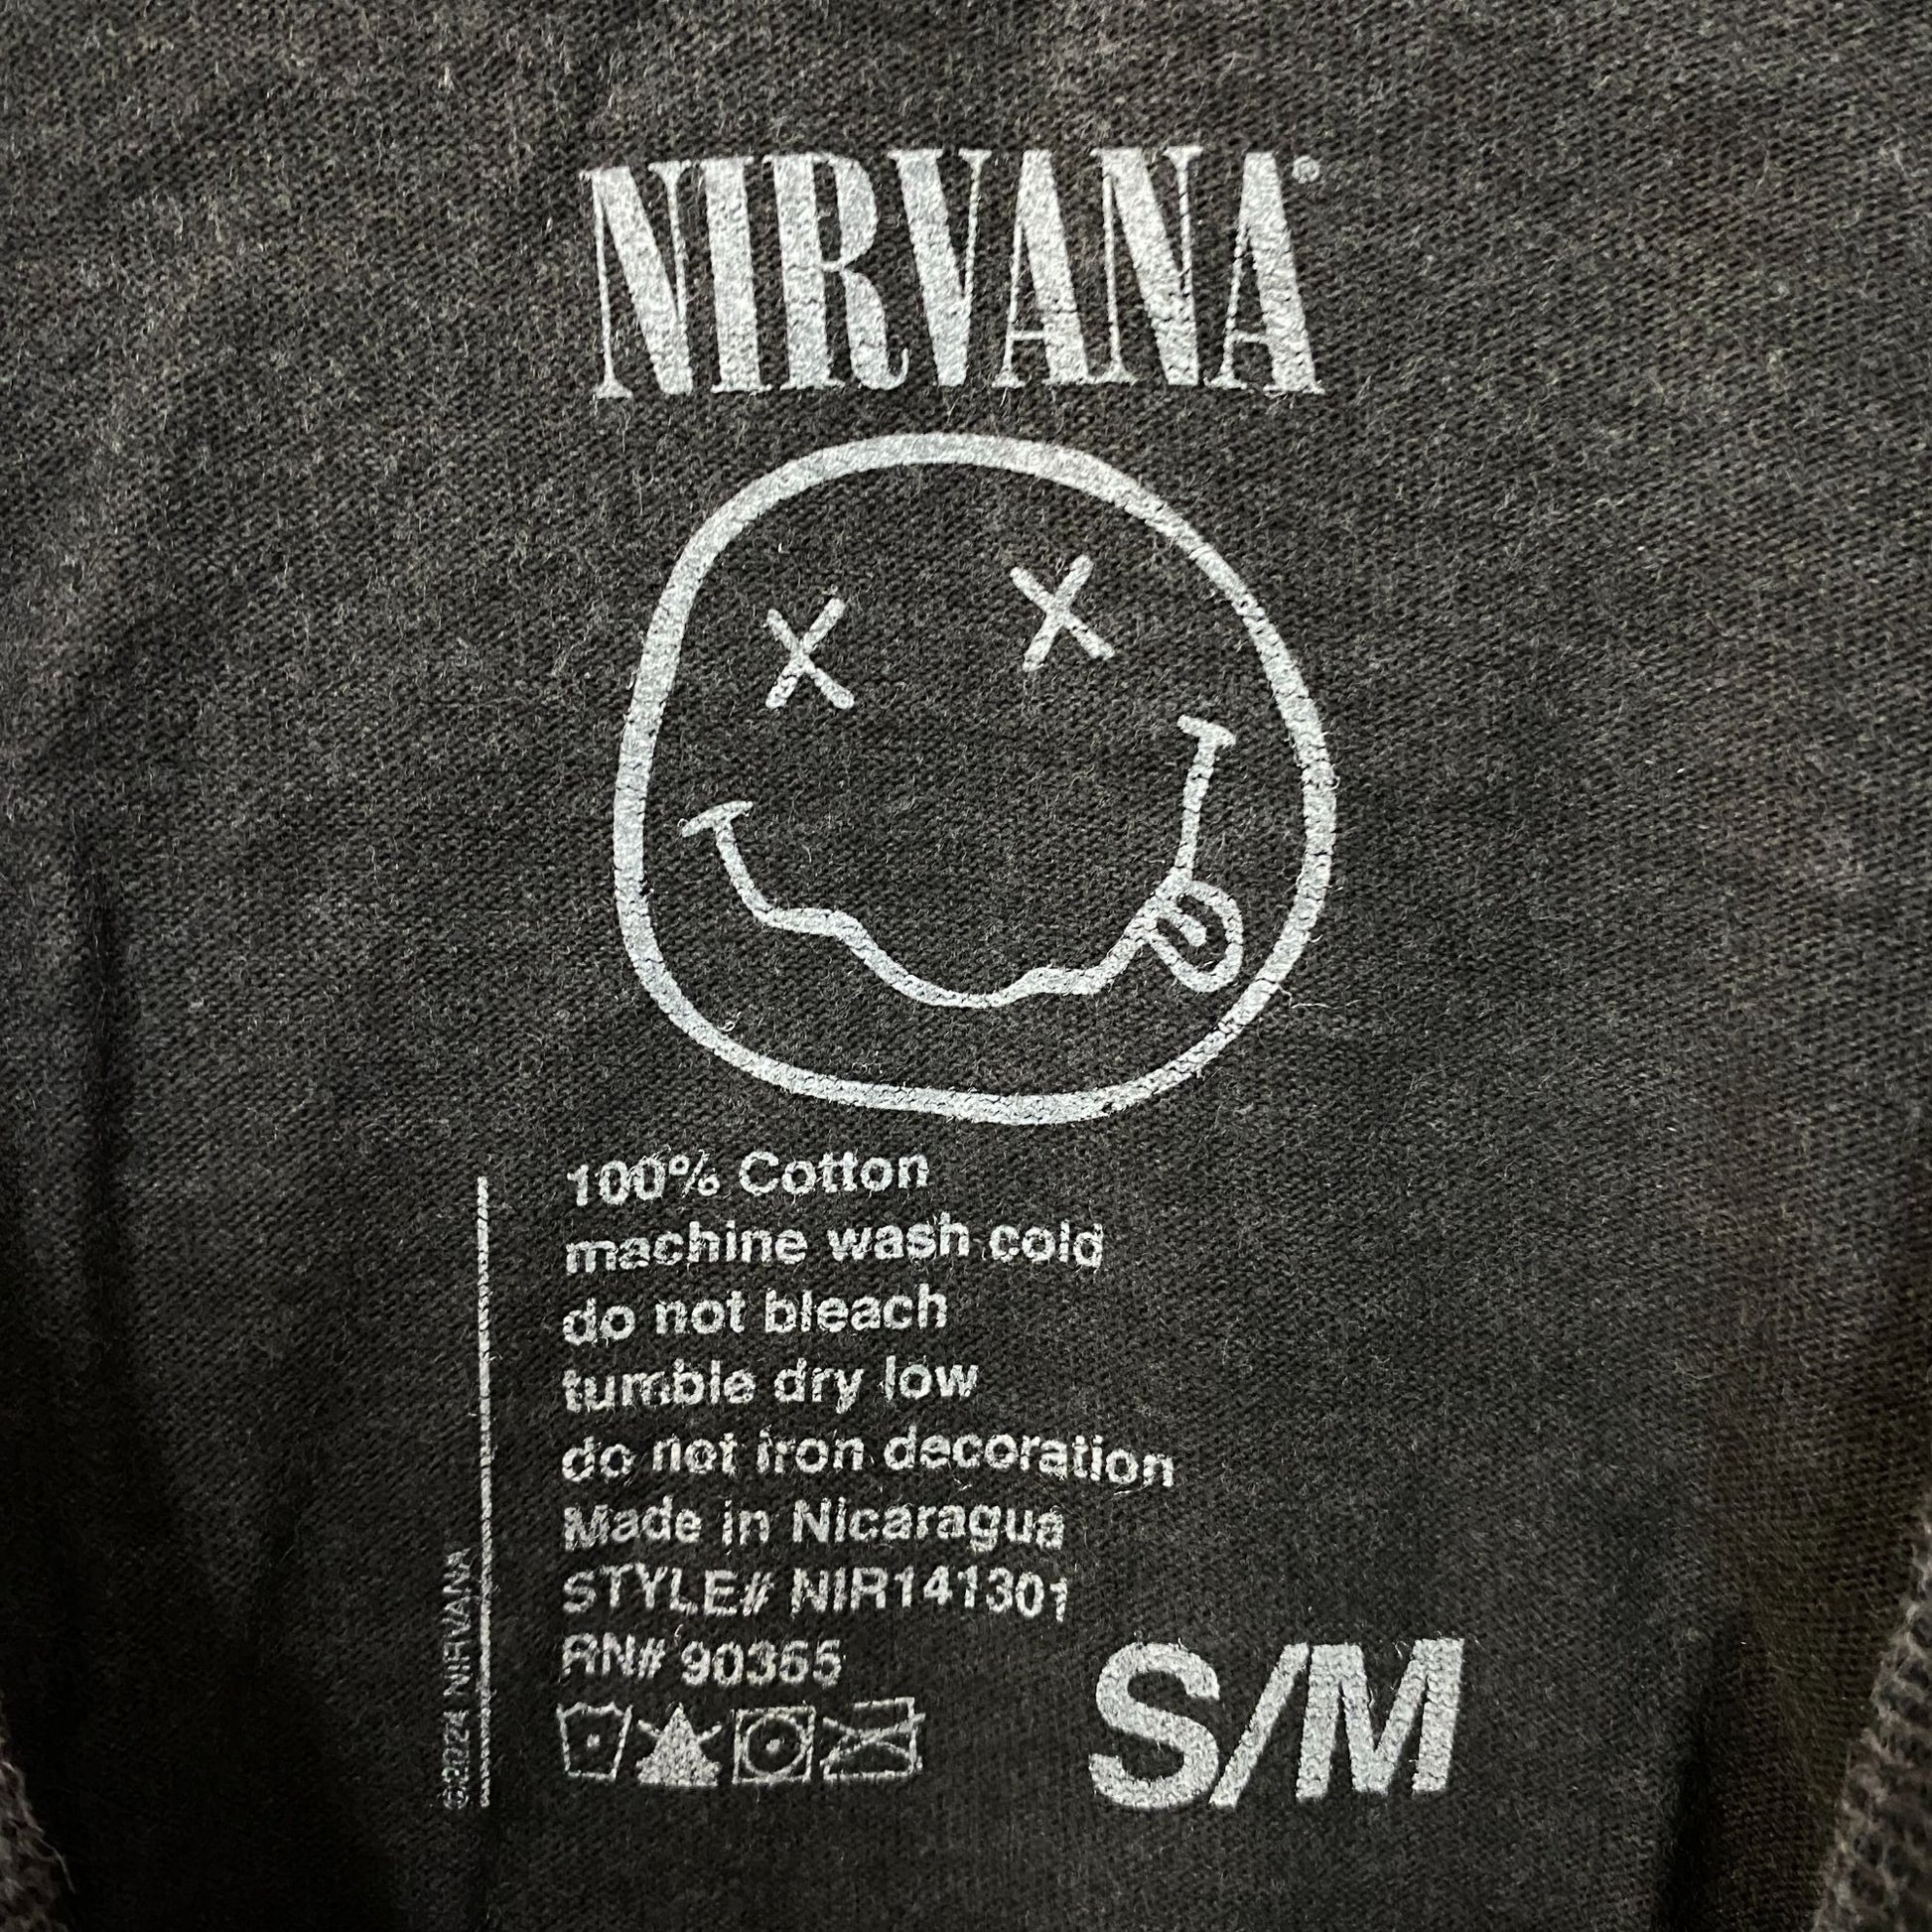 NIRVANA®
100% Cotton
machine wash cold
do not bleach
tumble dry low
do not iron decoration
Made in Nicaragua
STYLE# NIR141301
RN# 90355
S/M
©2024 NIRVANA